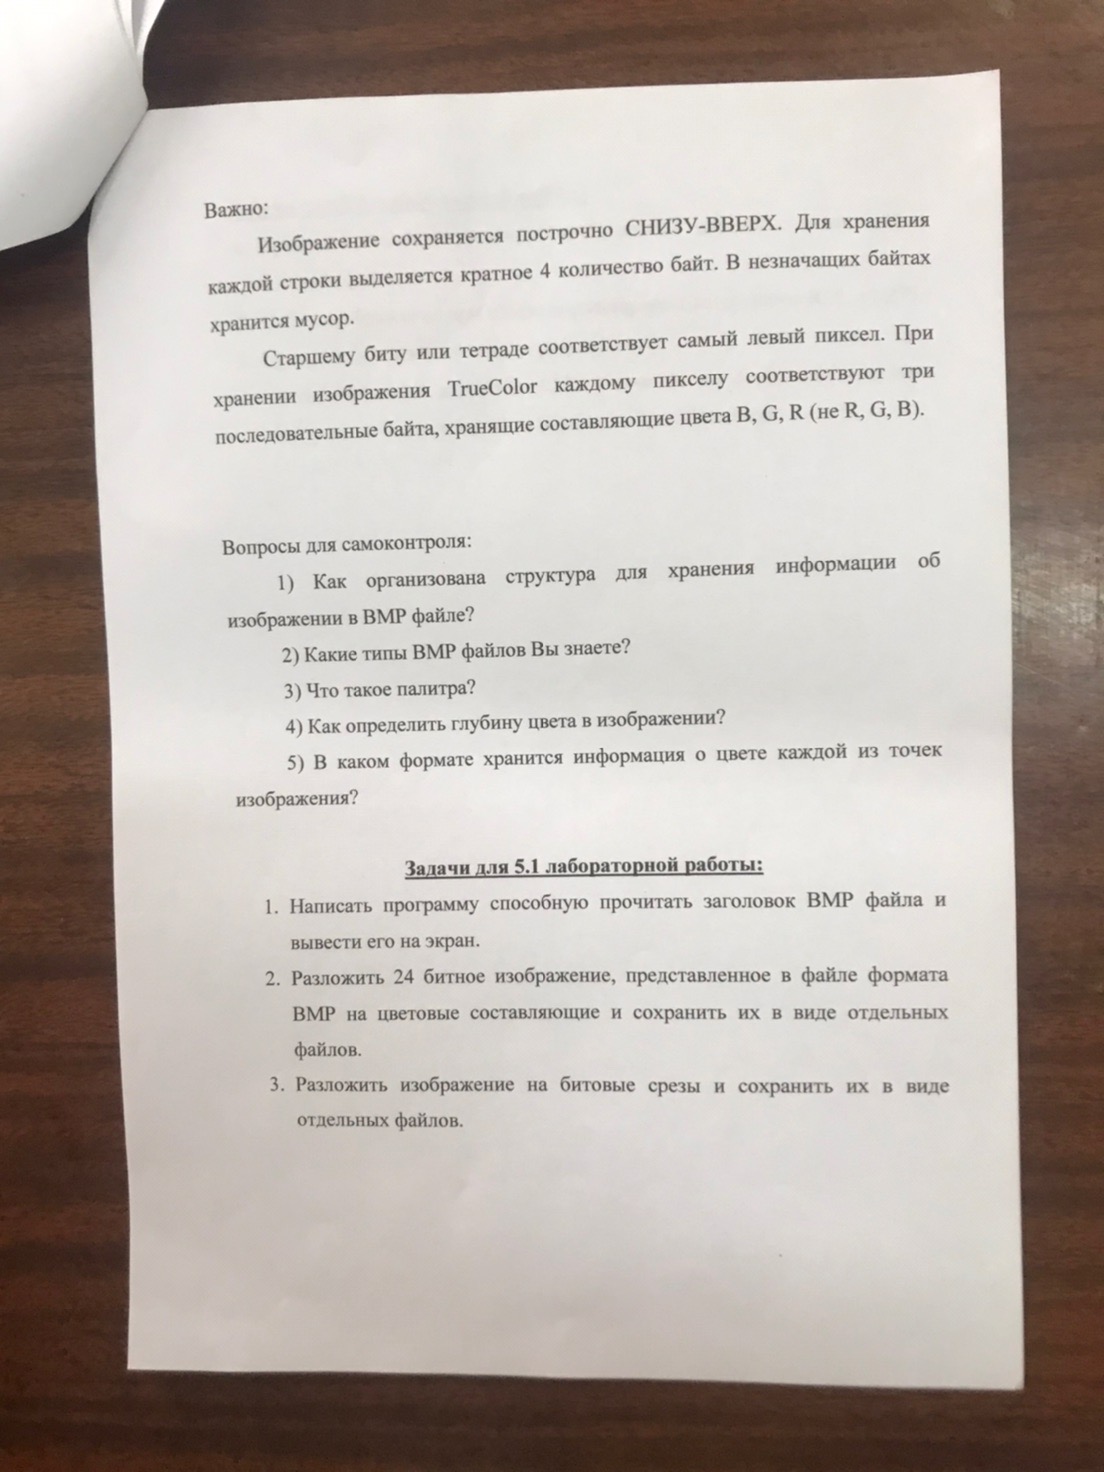 Важно:
Изображение сохраняется построчно СНИЗУ-ВВЕРХ. Для хранения
каждой строки выделяется кратное 4 количество байт. В незначащих байтах
хранится мусор.
Старшему биту или тетраде соответствует самый левый пиксел. При
хранении изображения TrueColor каждому пикселу соответствуют три
последовательные байта, хранящие составляющие цвета B, G, R (не R, G, B).
Вопросы для самоконтроля:
1) Как организована структура для хранения информации об
изображении в BMP файле?
2) Какие типы BMP файлов Вы знаете?
3) Что такое палитра?
4) Как определить глубину цвета в изображении?
5) В каком формате хранится информация о цвете каждой из точек
изображения?
Задачи для 5.1 лабораторной работы:
1. Написать программу способную прочитать заголовок BMP файла и
вывести его на экран.
2. Разложить 24 битное изображение, представленное в файле формата
BMP на цветовые составляющие и сохранить их в виде отдельных
файлов.
3. Разложить изображение на битовые срезы и сохранить их в виде
отдельных файлов.